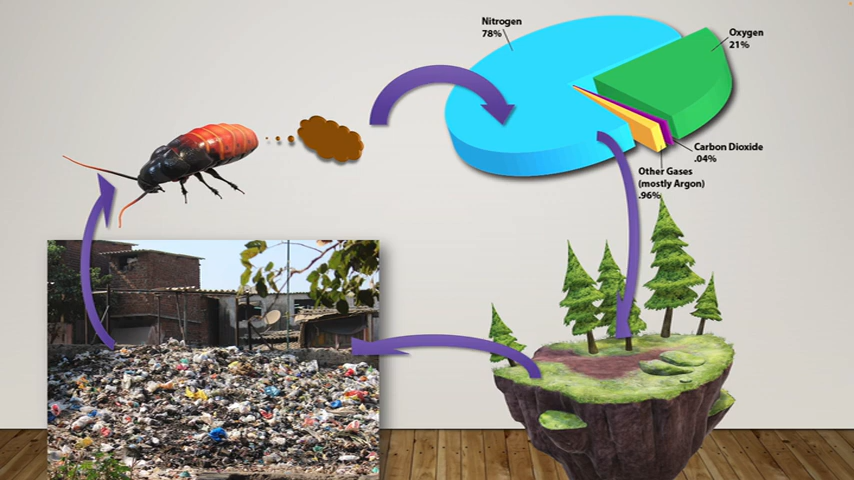 Nitrogen
78%
Oxygen
21%
Carbon Dioxide
.04%
Other Gases
(mostly Argon)
.96%